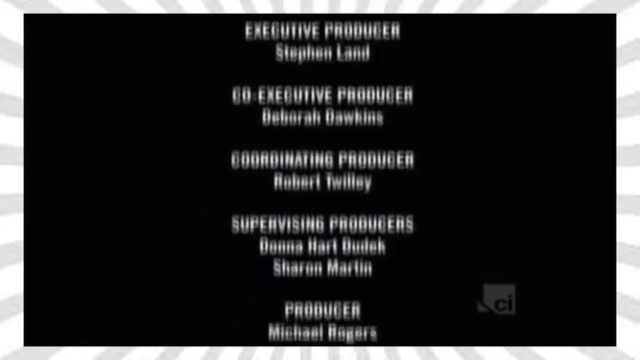 EXECUTIVE PRODUCER
Stephen Land
CO-EXECUTIVE PRODUCER
Deborah Dawkins
COORDINATING PRODUCER
Robert Twilley
SUPERVISING PRODUCERS
Donna Hart Dudek
Sharon Martin
PRODUCER
Michael Rogers
ci